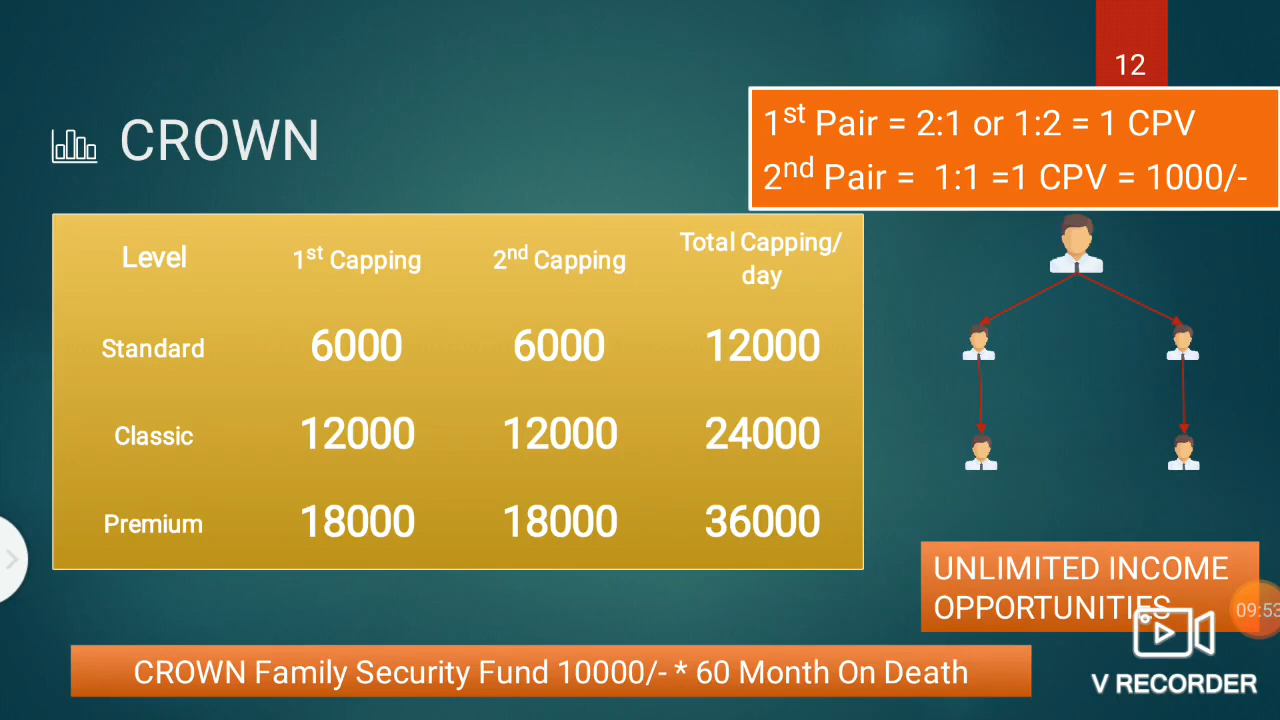 12
1st Pair = 2:1 or 1:2 = 1 CPV
2nd Pair = 1:1 =1 CPV = 1000/-
CROWN
Level 1st Capping 2nd Capping Total Capping/
day
Standard 6000 6000 12000
Classic 12000 12000 24000
Premium 18000 18000 36000
UNLIMITED INCOME
OPPORTUNITIES
09:53
CROWN Family Security Fund 10000/- * 60 Month On Death
V RECORDER